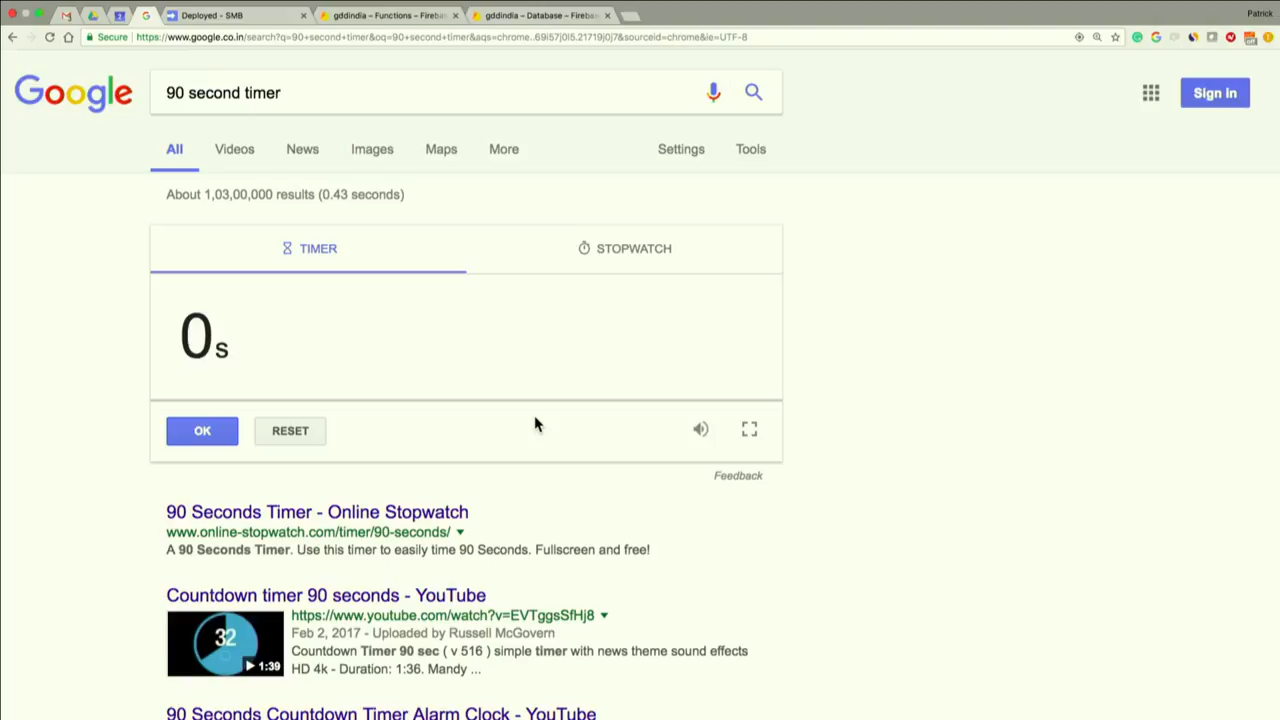 Deployed - SMB
gddindia – Functions – Fireba
gddindia – Database – Fireba
Patrick
Secure
https://www.google.co.in/search?q=90+second+timer&oq=90+second+timer&aqs=chrome..69i57j0l5.21719j0j7&sourceid=chrome&ie=UTF-8
Google
90 second timer
Sign in
All
Videos
News
Images
Maps
More
Settings
Tools
About 1,03,00,000 results (0.43 seconds)
TIMER
STOPWATCH
0s
OK
RESET
Feedback
90 Seconds Timer - Online Stopwatch
www.online-stopwatch.com/timer/90-seconds/
A 90 Seconds Timer. Use this timer to easily time 90 Seconds. Fullscreen and free!
Countdown timer 90 seconds - YouTube
https://www.youtube.com/watch?v=EVTggsSfHj8
32
1:39
Feb 2, 2017 - Uploaded by Russell McGovern
Countdown Timer 90 sec ( v 516 ) simple timer with news theme sound effects
HD 4k - Duration: 1:36. Mandy ...
90 Seconds Countdown Timer Alarm Clock - YouTube